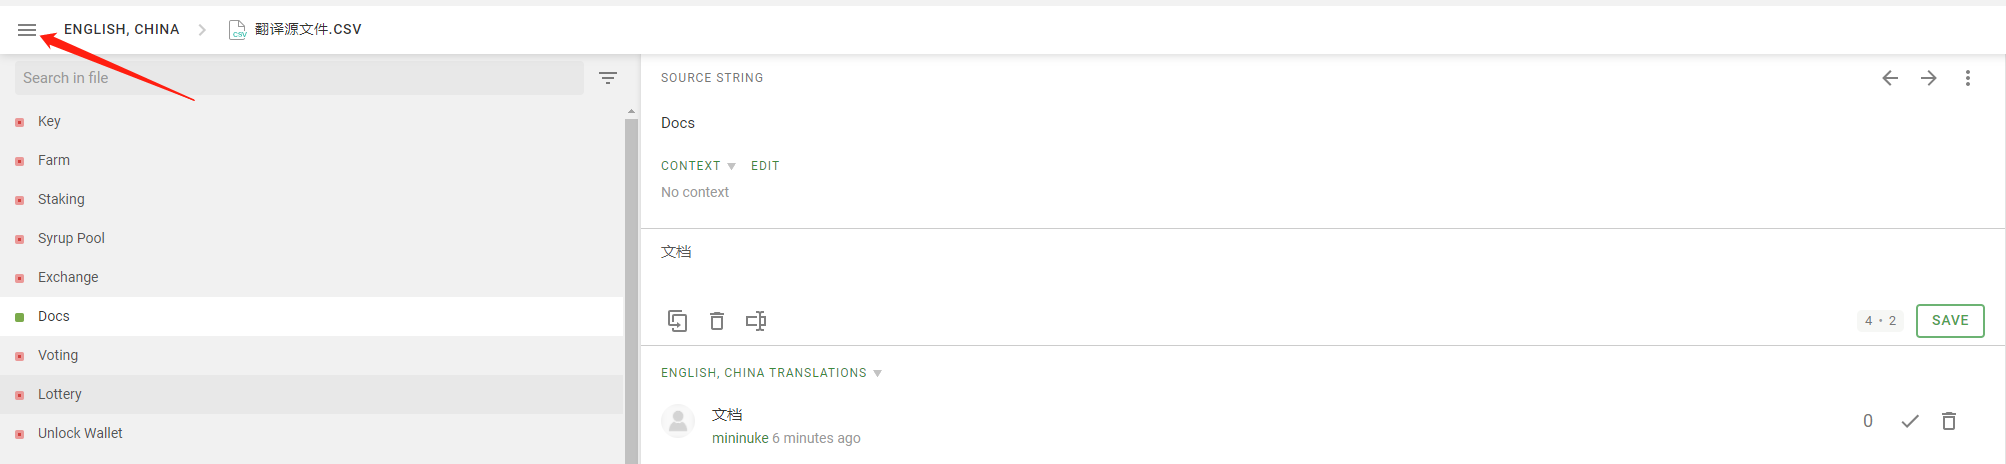 ENGLISH, CHINA
CSV 翻译源文件.CSV
Search in file
Key
Farm
Staking
Syrup Pool
Exchange
Docs
Voting
Lottery
Unlock Wallet
SOURCE STRING
Docs
CONTEXT EDIT
No context
文档
4 • 2 SAVE
ENGLISH, CHINA TRANSLATIONS
文档
mininuke 6 minutes ago
0